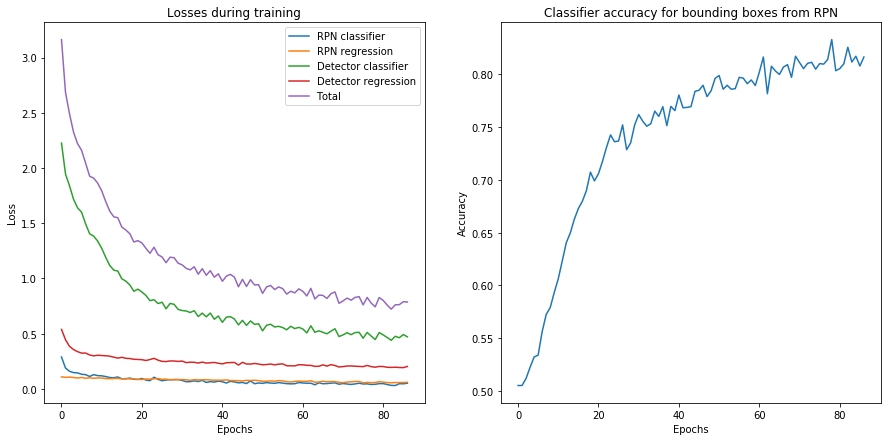 Losses during training
Loss
3.0
2.5
2.0
1.5
1.0
0.5
0.0
0
20
40
60
80
Epochs
RPN classifier
RPN regression
Detector classifier
Detector regression
Total
Classifier accuracy for bounding boxes from RPN
Accuracy
0.80
0.75
0.70
0.65
0.60
0.55
0.50
0
20
40
60
80
Epochs